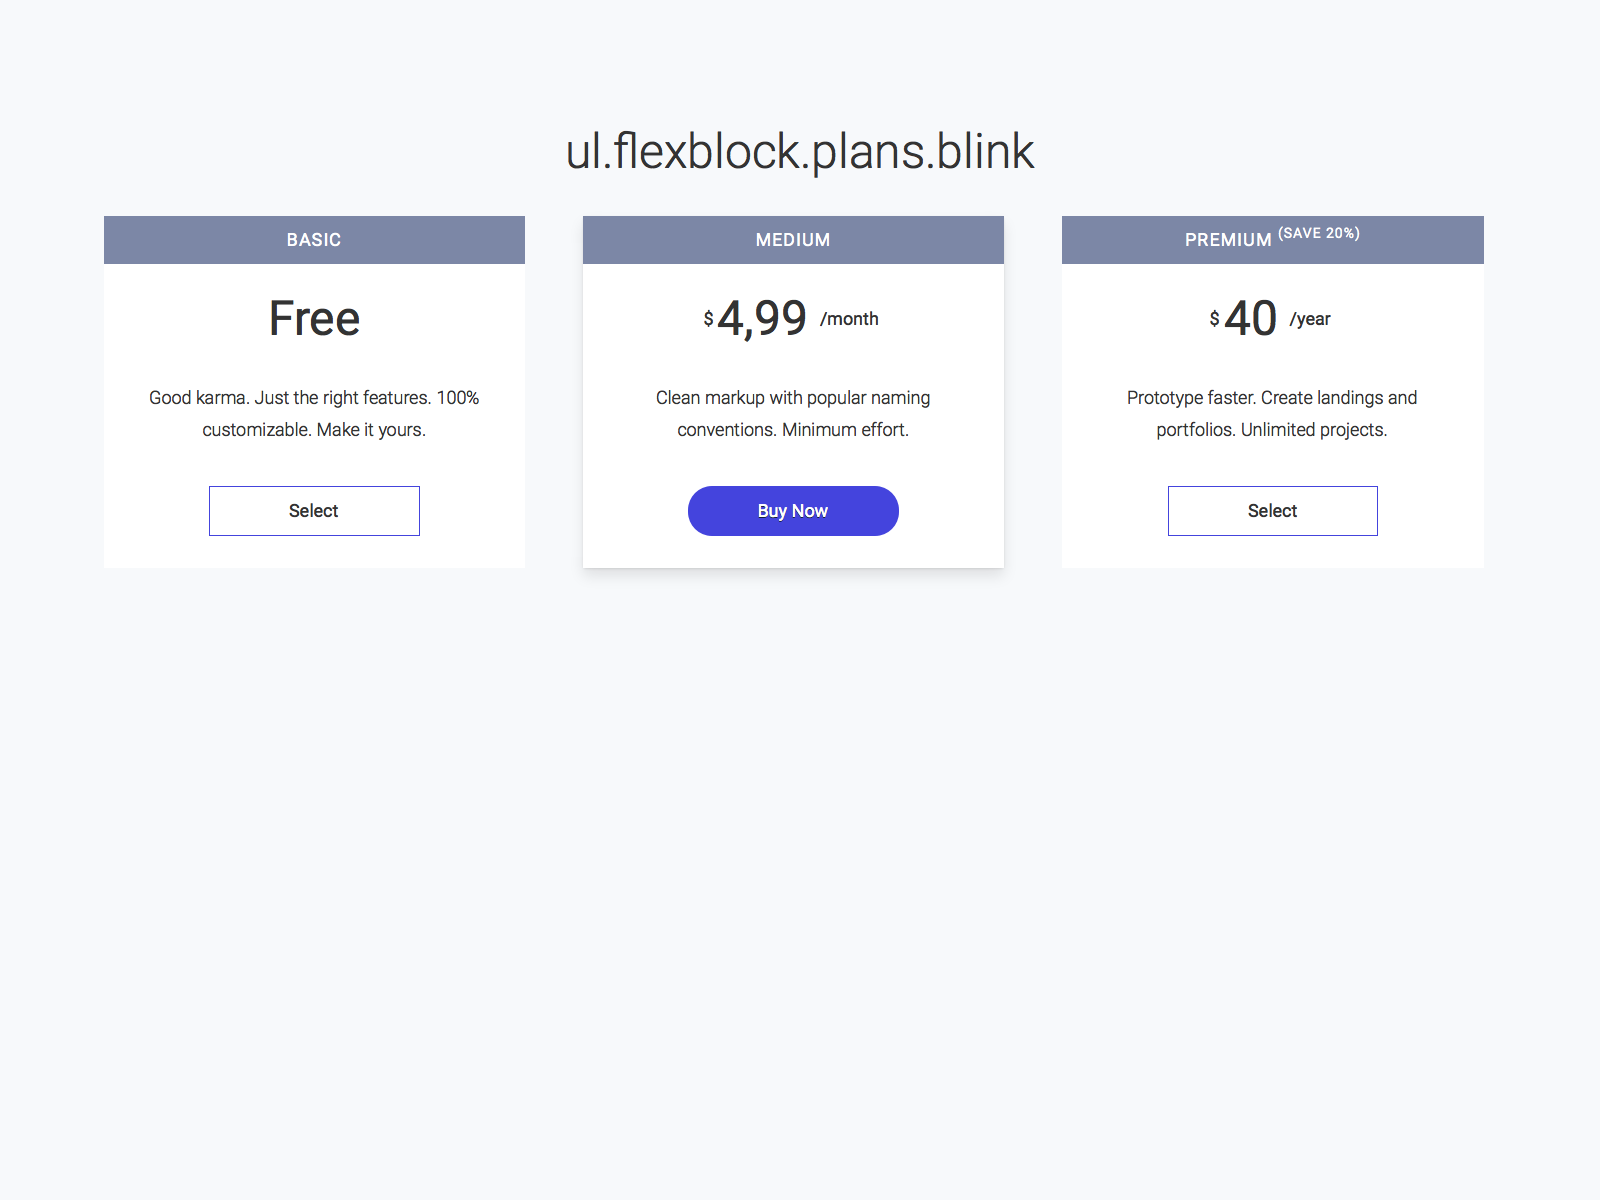 ul.flexblock.plans.blink
BASIC
Free
Good karma. Just the right features. 100%
customizable. Make it yours.
Select
MEDIUM
$ 4,99 /month
Clean markup with popular naming
conventions. Minimum effort.
Buy Now
PREMIUM (SAVE 20%)
$ 40 /year
Prototype faster. Create landings and
portfolios. Unlimited projects.
Select